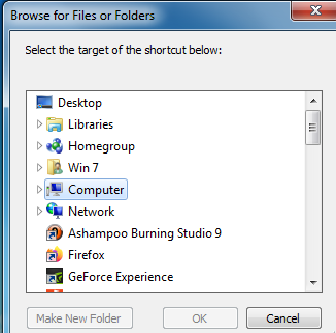 Browse for Files or Folders
Select the target of the shortcut below:
Desktop
Libraries
Homegroup
Win 7
Computer
Network
Ashampoo Burning Studio 9
Firefox
GeForce Experience
Make New Folder
OK
Cancel